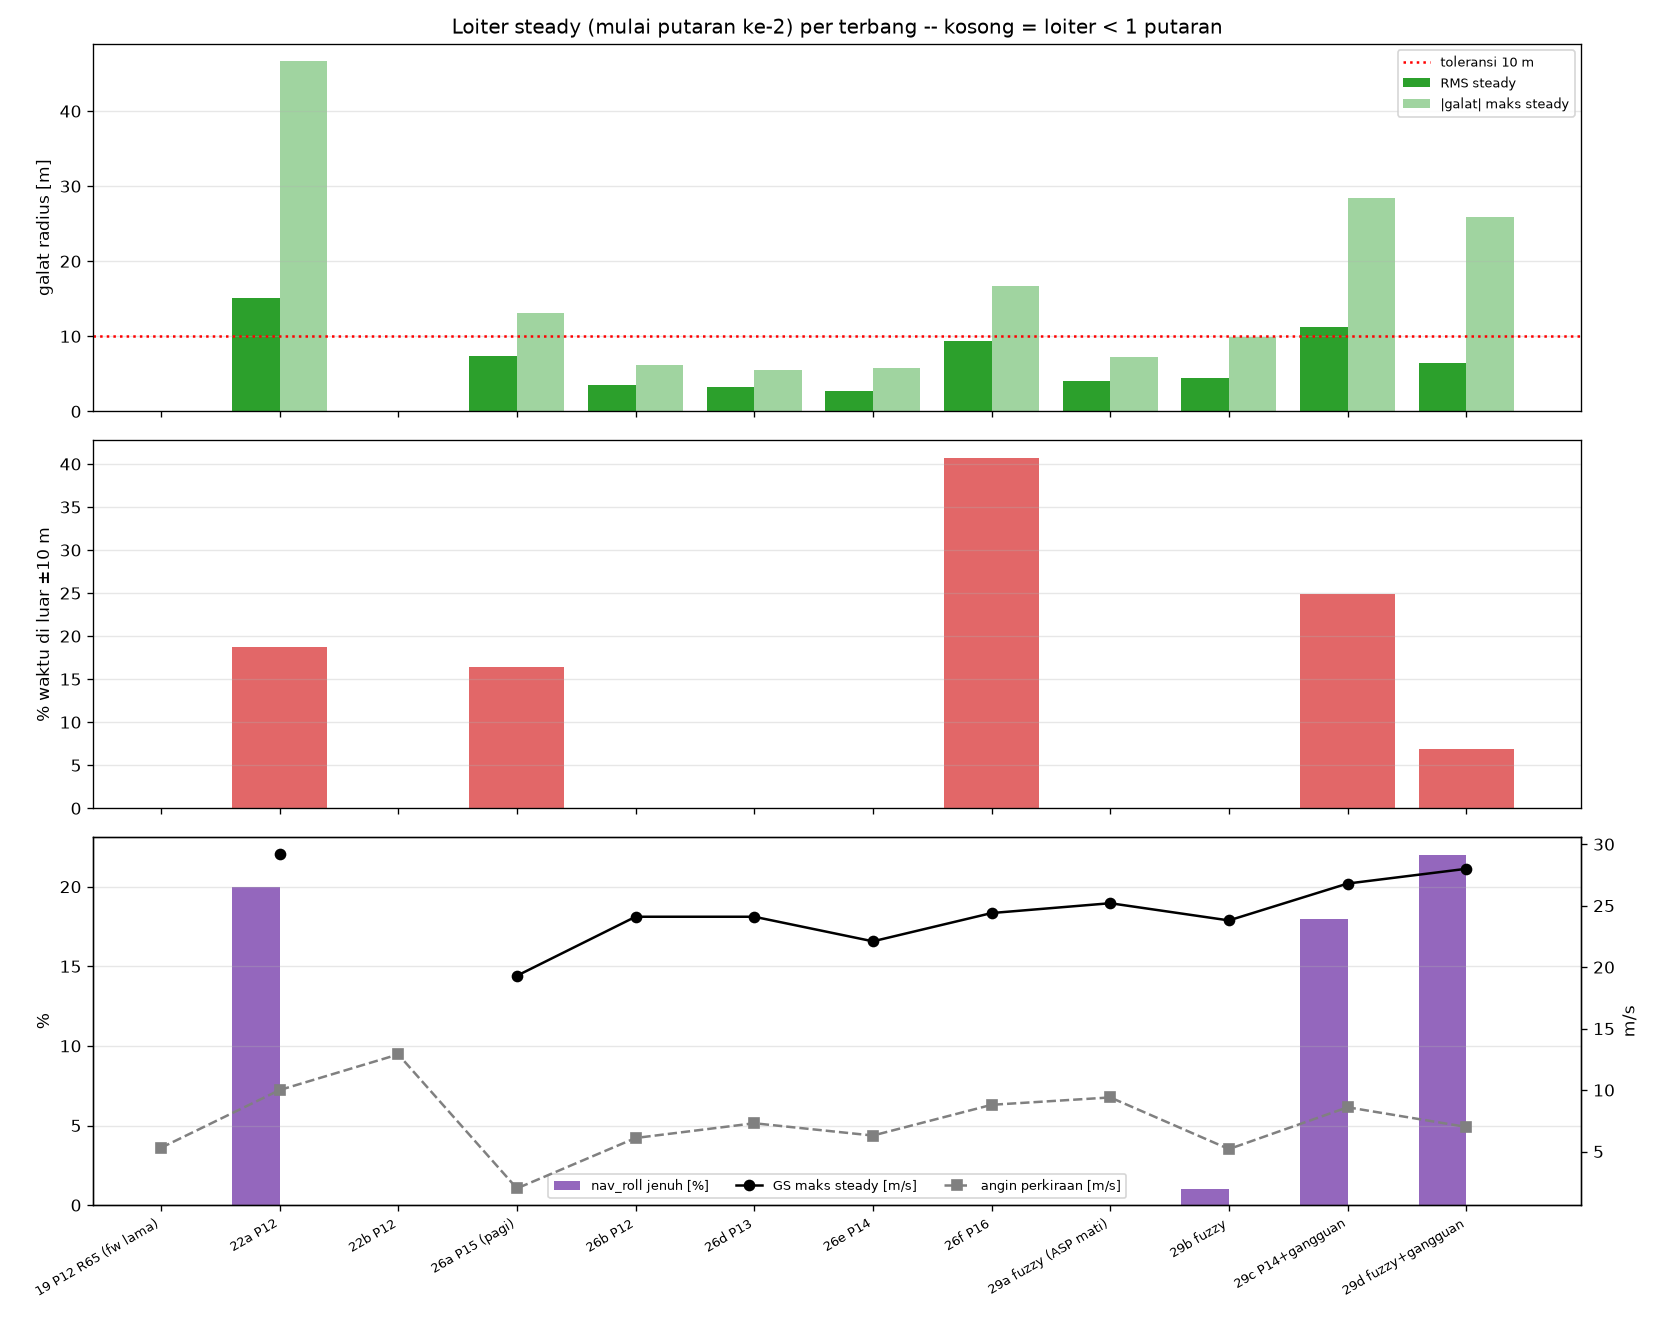 Loiter steady (mulai putaran ke-2) per terbang -- kosong = loiter < 1 putaran
galat radius [m]
40
30
20
10
0
toleransi 10 m
RMS steady
|galat| maks steady
% waktu di luar ±10 m
40
35
30
25
20
15
10
5
0
%
20
15
10
5
0
nav_roll jenuh [%]
GS maks steady [m/s]
angin perkiraan [m/s]
30
25
20
15
10
5
m/s
19 P12 R65 (fw lama)
22a P12
22b P12
26a P15 (pagi)
26b P12
26d P13
26e P14
26f P16
29a fuzzy (ASP mati)
29b fuzzy
29c P14+gangguan
29d fuzzy+gangguan